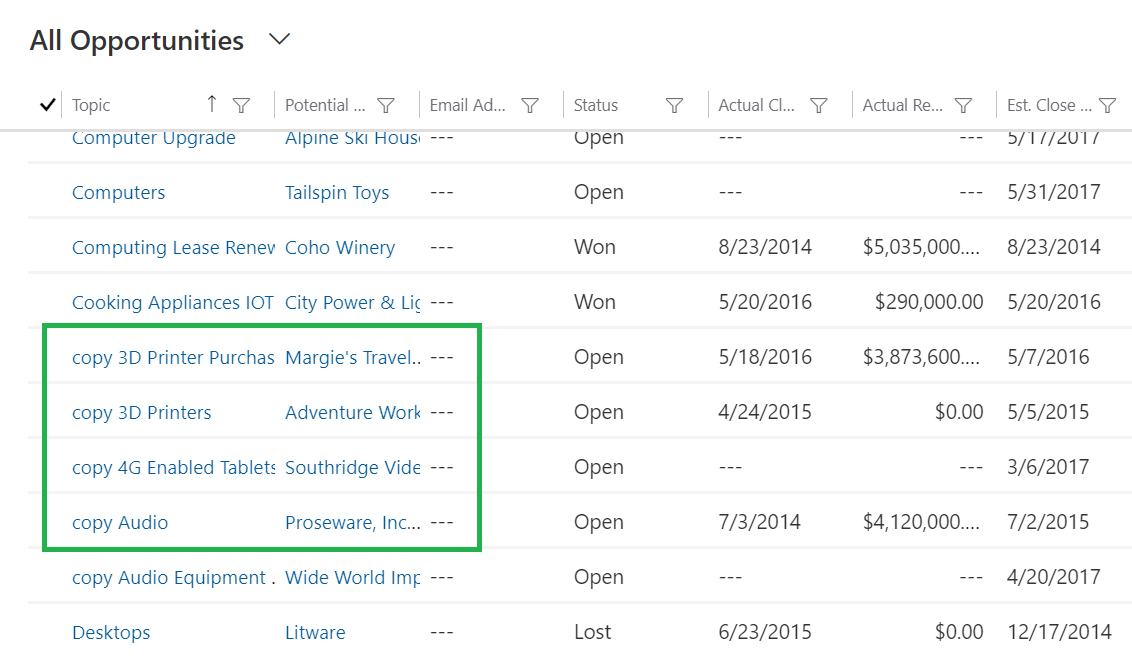 All Opportunities
Topic Potential ... Email Ad... Status Actual Cl... Actual Re... Est. Close ...
Computer Upgrade Alpine Ski Hous --- Open --- --- 5/17/2017
Computers Tailspin Toys --- Open --- --- 5/31/2017
Computing Lease Renew Coho Winery --- Won 8/23/2014 $5,035,000.... 8/23/2014
Cooking Appliances IOT City Power & Lig --- Won 5/20/2016 $290,000.00 5/20/2016
copy 3D Printer Purchas Margie's Travel... --- Open 5/18/2016 $3,873,600.... 5/7/2016
copy 3D Printers Adventure Work --- Open 4/24/2015 $0.00 5/5/2015
copy 4G Enabled Tablets Southridge Vide --- Open --- --- 3/6/2017
copy Audio Proseware, Inc... --- Open 7/3/2014 $4,120,000.... 7/2/2015
copy Audio Equipment . Wide World Imp --- Open --- --- 4/20/2017
Desktops Litware --- Lost 6/23/2015 $0.00 12/17/2014